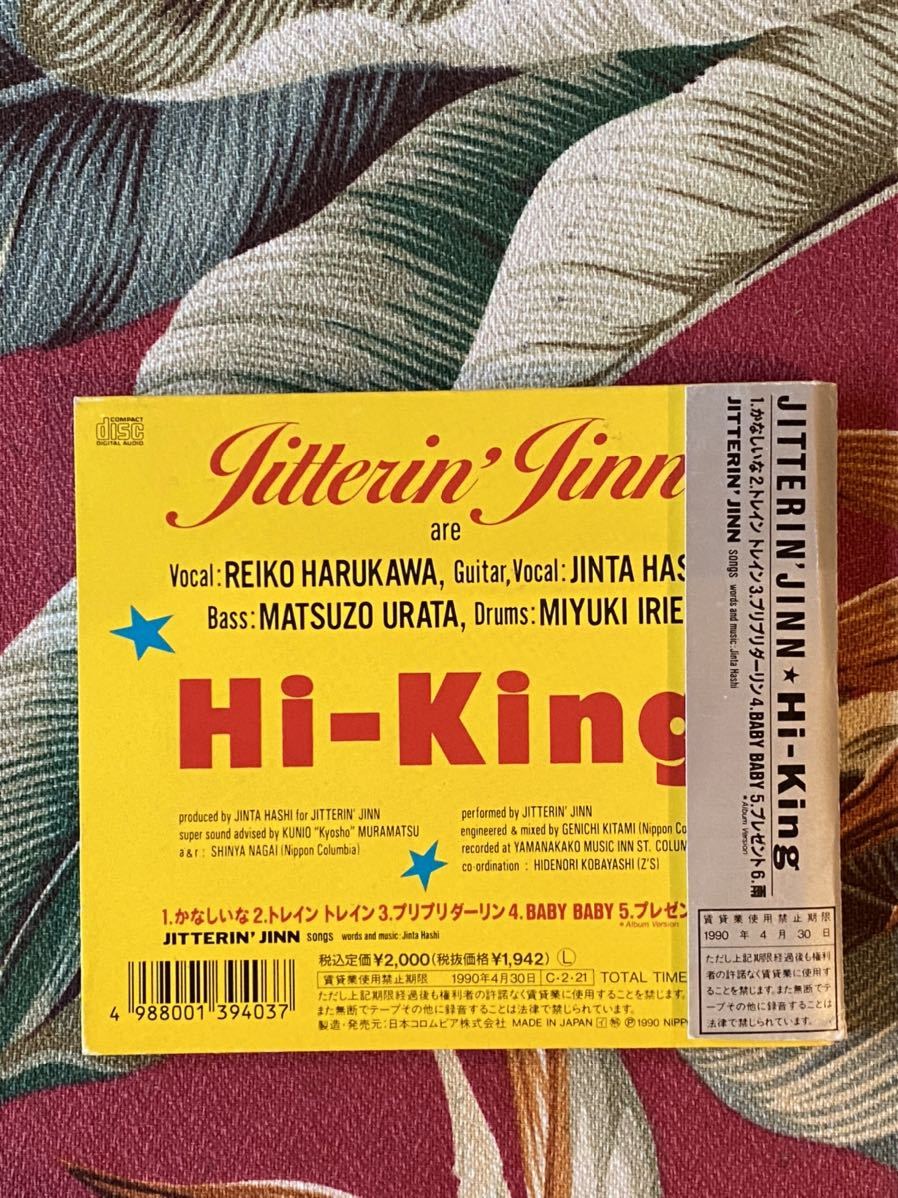 COMPACT
disc
DIGITAL AUDIO
Jitterin' Jinn
are
Vocal:REIKO HARUKAWA, Guitar,Vocal:JINTA HAS
Bass:MATSUZO URATA, Drums:MIYUKI IRIE
Hi-King
produced by JINTA HASHI for JITTERIN' JINN
super sound advised by KUNIO "Kyosho" MURAMATSU
a&r : SHINYA NAGAI (Nippon Columbia)
performed by JITTERIN' JINN
engineered & mixed by GENICHI KITAMI (Nippon Co
recorded at YAMANAKAKO MUSIC INN ST. COLUM
co-ordination : HIDENORI KOBAYASHI (Z'S)
1.かなしいな 2.トレイン トレイン 3.プリプリダーリン 4. BABY BABY 5.プレゼン
*Album Version
JITTERIN' JINN songs words and music:Jinta Hashi
4 988001 394037
税込定価¥2,000(税抜価格¥1,942) Ⓛ
賃貸業使用禁止期限 1990年4月30日 C・2・21 TOTAL TIME
ただし上記期限経過後も権利者の許諾なく賃貸業に使用することを禁じます。
また無断でテープその他に録音することは法律で禁じられています。
製造・発売元:日本コロムビア株式会社 MADE IN JAPAN ℗1990 NIPPO
JITTERIN' JINN ★ Hi-King
1.かなしいな 2.トレイン トレイン 3.プリプリダーリン 4.BABY BABY 5.プレゼント 6.雨
*Album Version
JITTERIN' JINN songs words and music:Jinta Hashi
賃貸業使用禁止期限
1990 年 4 月 30 日
ただし上記期限経過後も権利
者の許諾なく賃貸業に使用す
ることを禁じます。また無断でテ
ープその他に録音することは
法律で禁じられています。